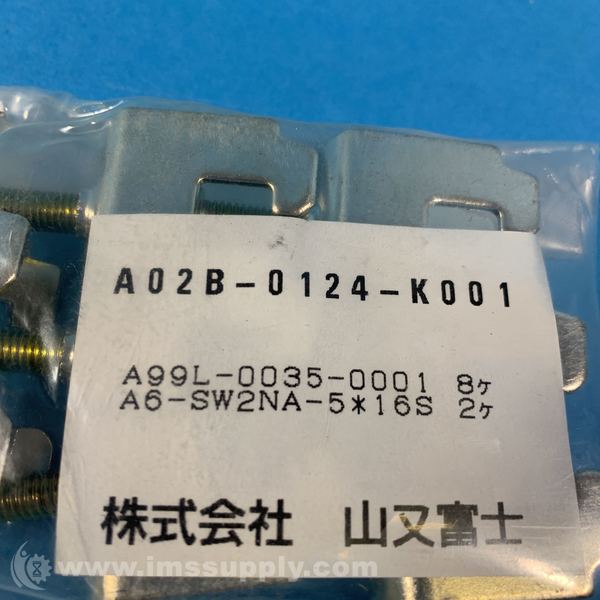 A02B-0124-K001
A99L-0035-0001 8ヶ
A6-SW2NA-5*16S 2ヶ
株式会社 山又富士
www.imssupply.com